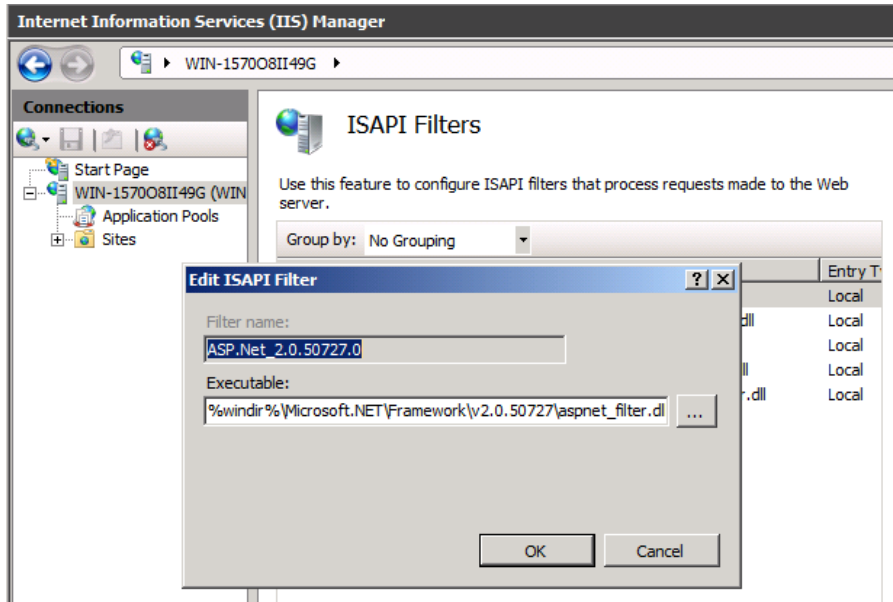 Internet Information Services (IIS) Manager
WIN-1570O8II49G
Connections
Start Page
WIN-1570O8II49G (WIN
Application Pools
Sites
ISAPI Filters
Use this feature to configure ISAPI filters that process requests made to the Web
server.
Group by: No Grouping
Entry T
Local
dll Local
Local
ll Local
r.dll Local
Edit ISAPI Filter
Filter name:
ASP.Net_2.0.50727.0
Executable:
%windir%\Microsoft.NET\Framework\v2.0.50727\aspnet_filter.dl
...
OK Cancel